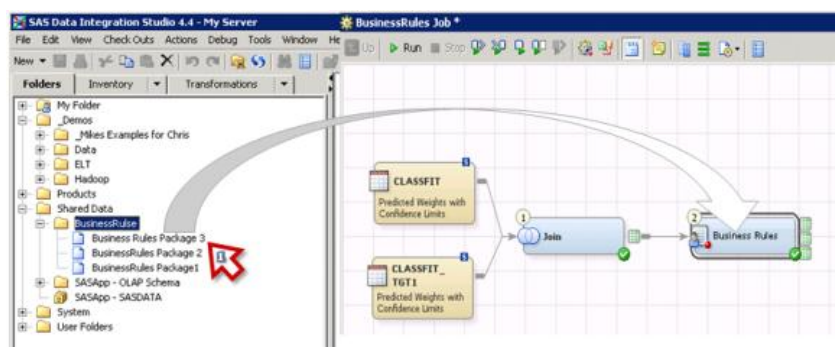 SAS Data Integration Studio 4.4 - My Server
File Edit View Check Outs Actions Debug Tools Window He
New
Folders Inventory Transformations
My Folder
_Demos
_Mikes Examples for Chris
Data
ELT
Hadoop
Products
Shared Data
BusinessRulse
Business Rules Package 3
BusinessRules Package 2
BusinessRules Package1
SASApp - OLAP Schema
SASApp - SASDATA
System
User Folders
BusinessRules Job *
Up Run Stop
CLASSFIT
Predicted Weights with
Confidence Limits
1
Join
2
Business Rules
CLASSFIT_
TGT1
Predicted Weights with
Confidence Limits